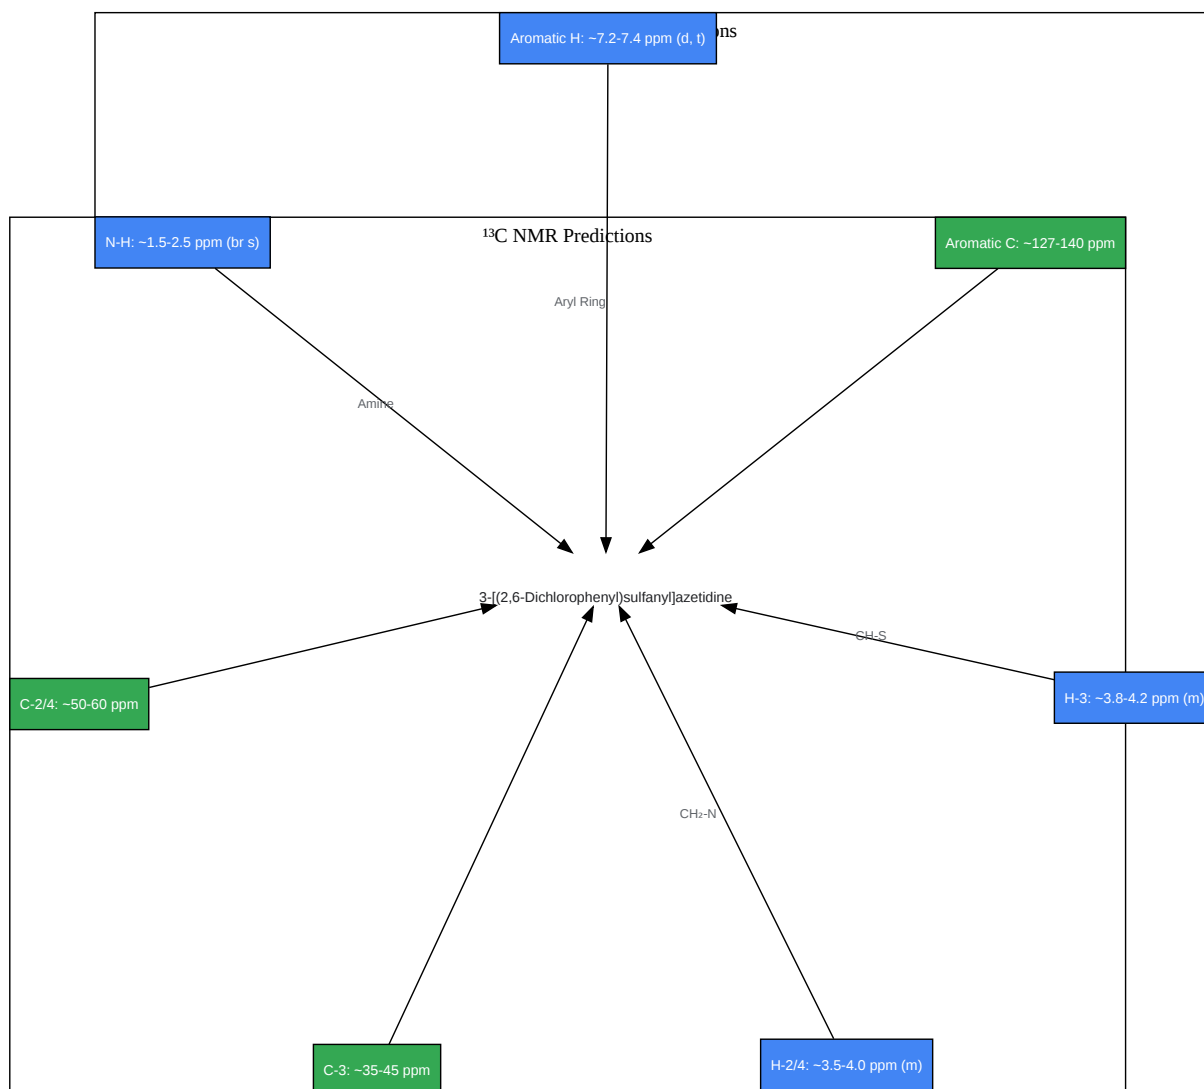 Aromatic H: ~7.2-7.4 ppm (d, t)
N-H: ~1.5-2.5 ppm (br s)
¹³C NMR Predictions
Aromatic C: ~127-140 ppm
Aryl Ring
Amine
3-[(2,6-Dichlorophenyl)sulfanyl]azetidine
CH-S
C-2/4: ~50-60 ppm
H-3: ~3.8-4.2 ppm (m)
CH₂-N
C-3: ~35-45 ppm
H-2/4: ~3.5-4.0 ppm (m)